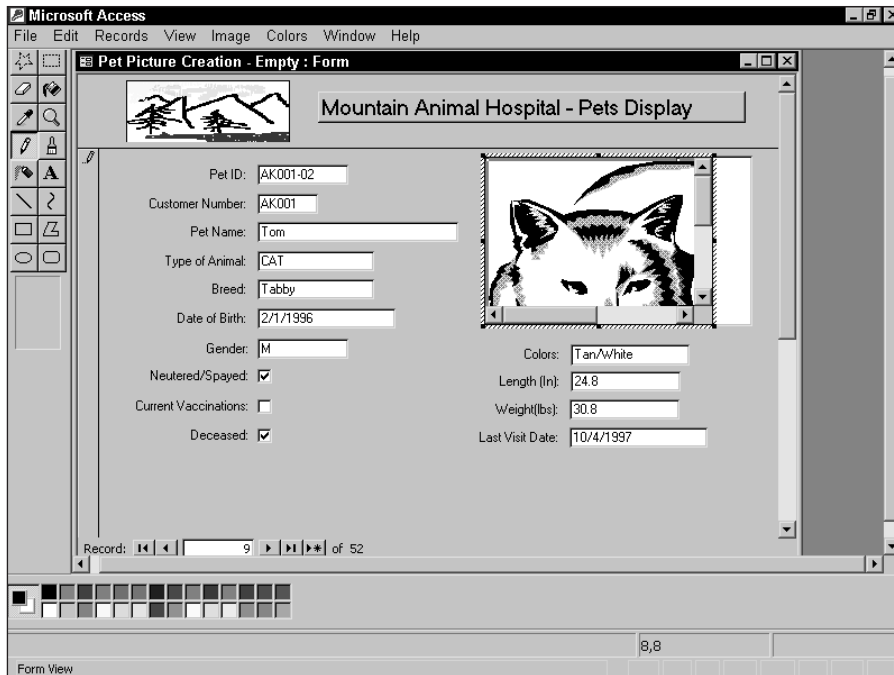 Microsoft Access
File Edit Records View Image Colors Window Help
Pet Picture Creation - Empty : Form
Mountain Animal Hospital - Pets Display
Pet ID: AK001-02
Customer Number: AK001
Pet Name: Tom
Type of Animal: CAT
Breed: Tabby
Date of Birth: 2/1/1996
Gender: M
Neutered/Spayed:
Current Vaccinations:
Deceased:
Colors: Tan/White
Length (In): 24.8
Weight(lbs): 30.8
Last Visit Date: 10/4/1997
Record: 9 of 52
8,8
Form View